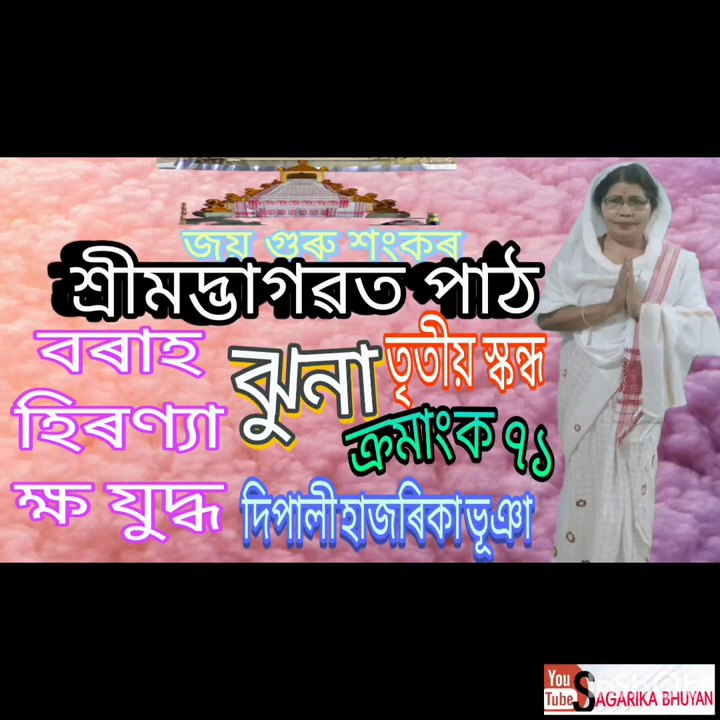 জয় গুৰু শংকৰ
শ্ৰীমদ্ভাগৱত পাঠ
বৰাহ
হিৰণ্যা
ক্ষ যুদ্ধ
ঝুনা
তৃতীয় স্কন্ধ
ক্ৰমাংক ৭১
দিপালী হাজৰিকা ভূঞা
You
Tube
SAGARIKA BHUYAN